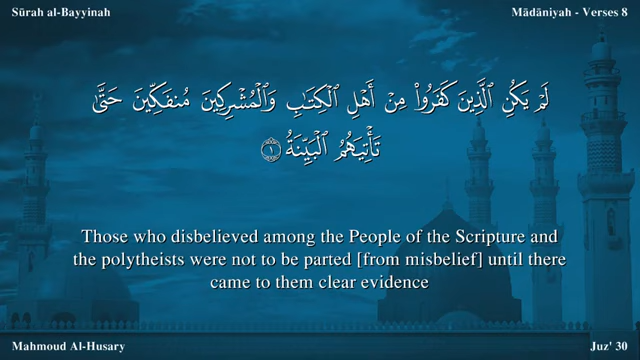 Sūrah al-Bayyinah
Mādāniyah - Verses 8
لَمْ يَكُنِ ٱلَّذِينَ كَفَرُوا۟ مِنْ أَهْلِ ٱلْكِتَـٰبِ وَٱلْمُشْرِكِينَ مُنفَكِّينَ حَتَّىٰ
تَأْتِيَهُمُ ٱلْبَيِّنَةُ ١
Those who disbelieved among the People of the Scripture and
the polytheists were not to be parted [from misbelief] until there
came to them clear evidence
Mahmoud Al-Husary
Juz' 30